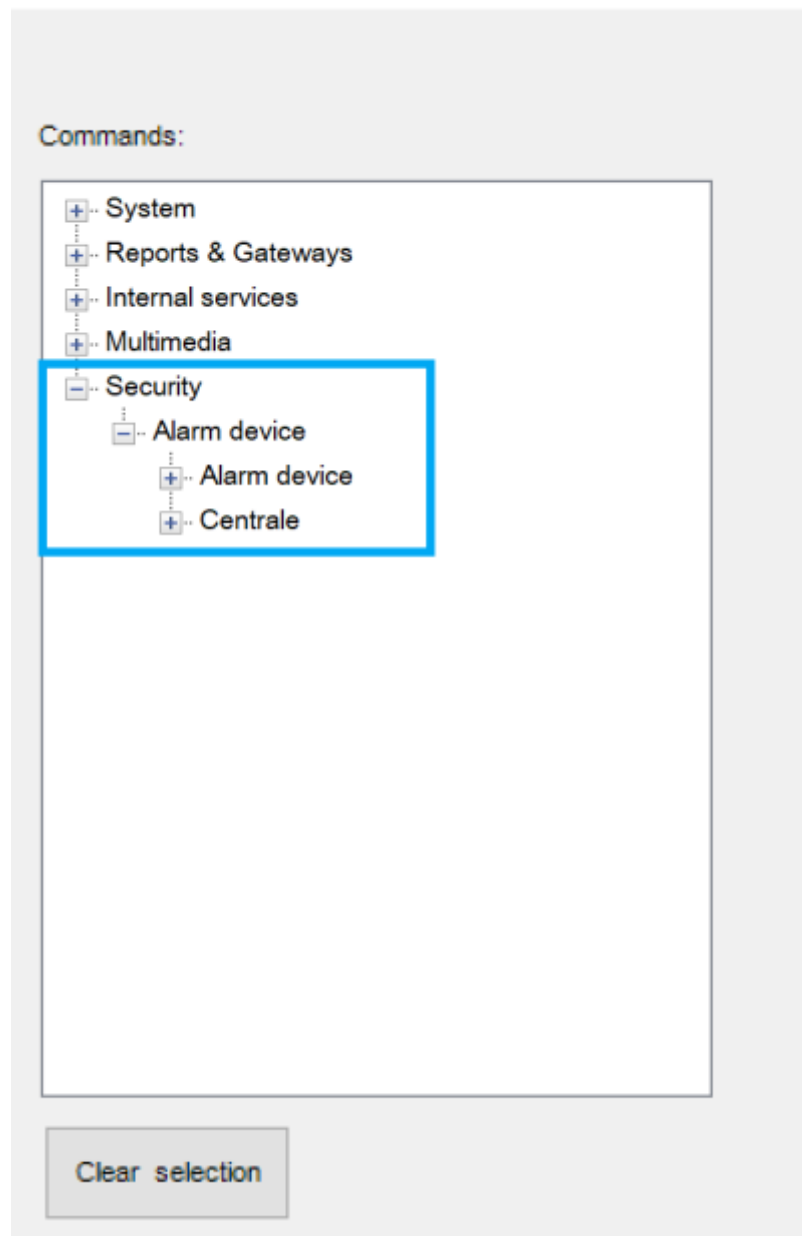 Commands:
System
Reports & Gateways
Internal services
Multimedia
Security
Alarm device
Alarm device
Centrale
Clear selection